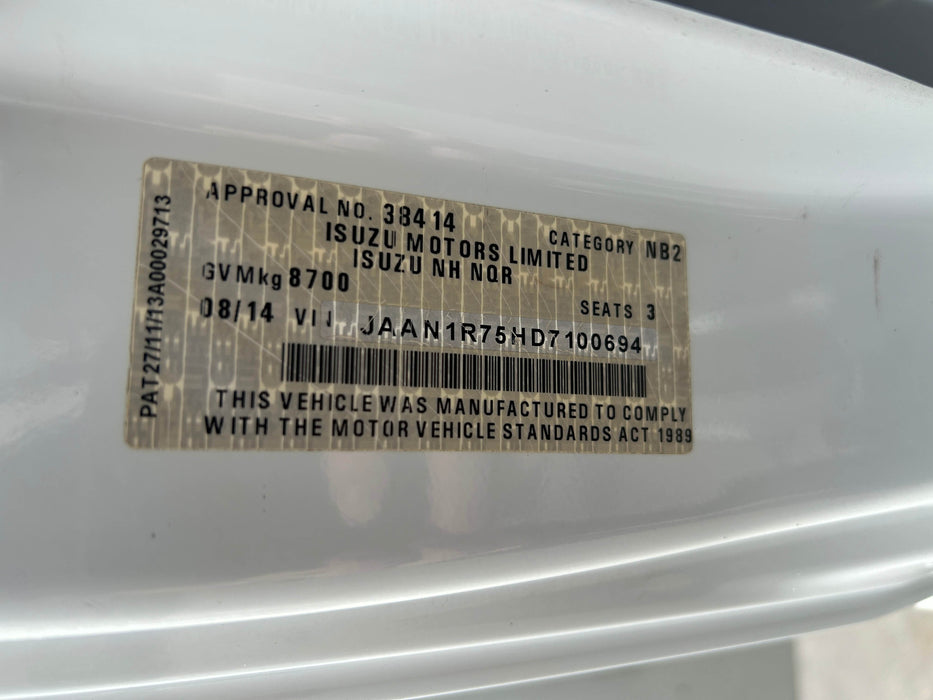 APPROVAL NO. 38414 CATEGORY NB2
ISUZU MOTORS LIMITED
ISUZU NH NQR
GVMkg 8700 SEATS 3
08/14 VIN JAAN1R75HD7100694
THIS VEHICLE WAS MANUFACTURED TO COMPLY
WITH THE MOTOR VEHICLE STANDARDS ACT 1989
PAT27/11/13A00029713